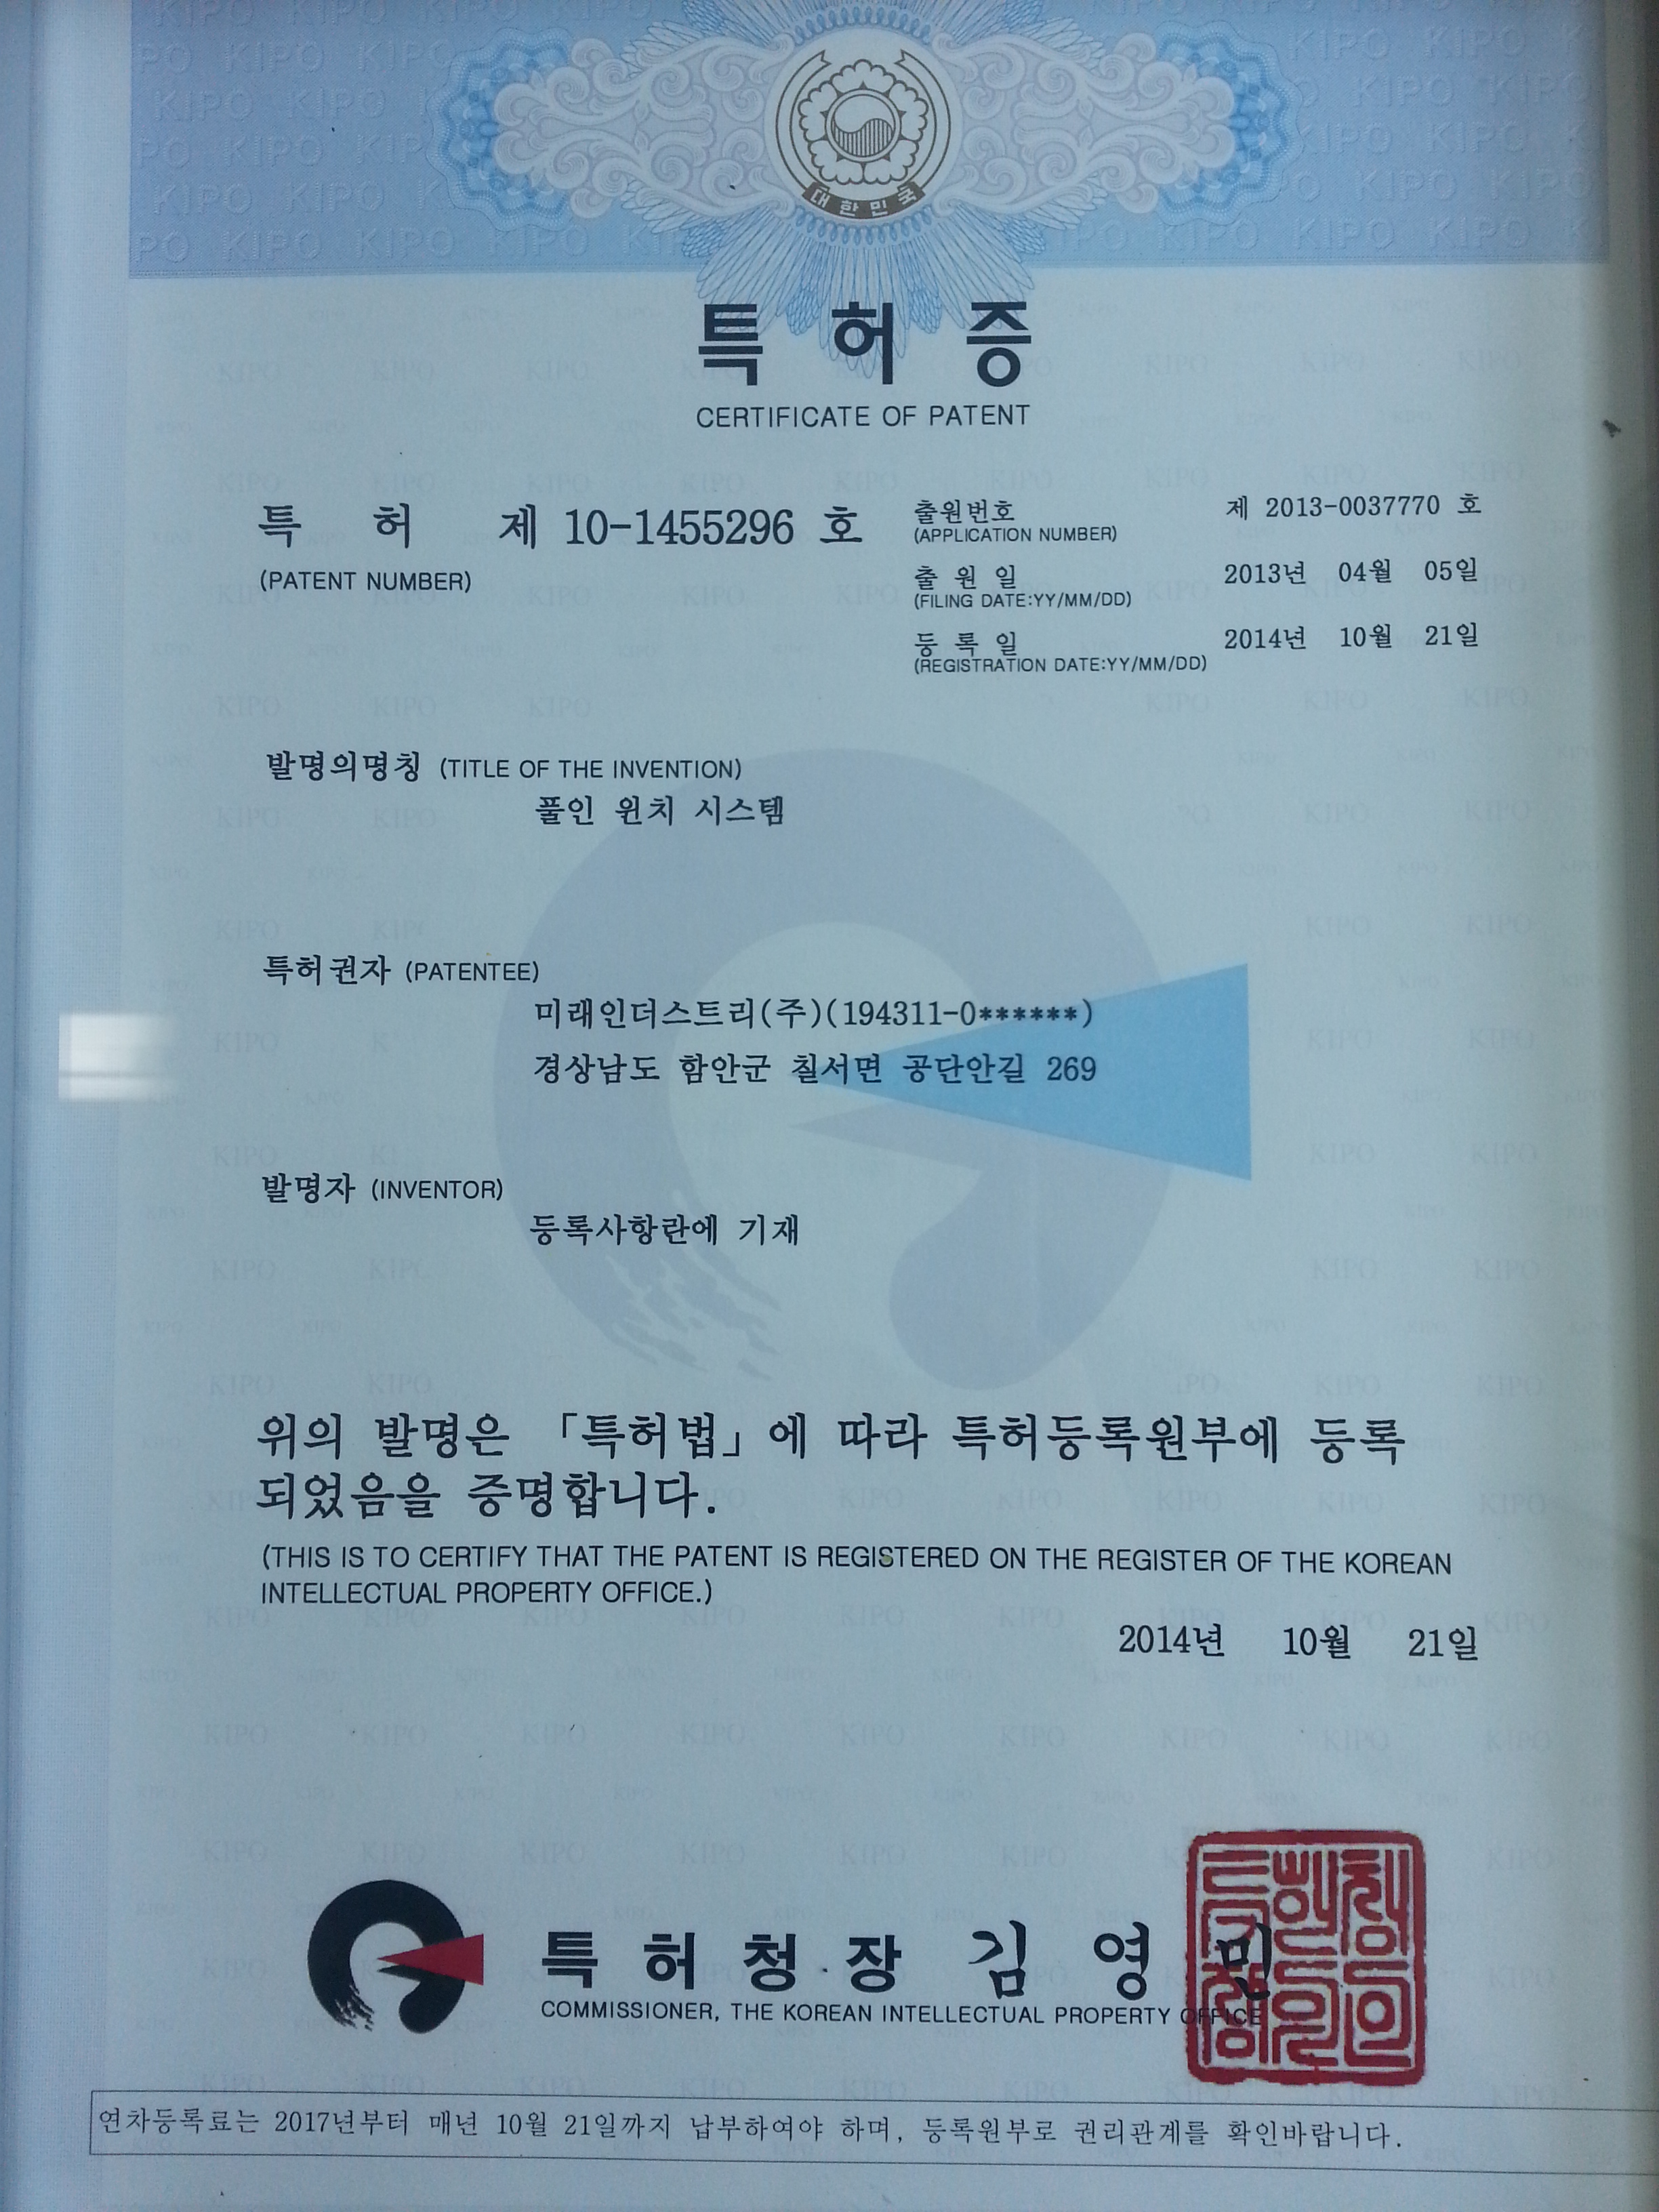 대한민국
특 허 증
CERTIFICATE OF PATENT
특 허 제 10-1455296 호
(PATENT NUMBER)
출원번호 제 2013-0037770 호
(APPLICATION NUMBER)
출 원 일 2013년 04월 05일
(FILING DATE:YY/MM/DD)
등 록 일 2014년 10월 21일
(REGISTRATION DATE:YY/MM/DD)
발명의명칭 (TITLE OF THE INVENTION)
풀인 윈치 시스템
특허권자 (PATENTEE)
미래인더스트리(주)(194311-0******)
경상남도 함안군 칠서면 공단안길 269
발명자 (INVENTOR)
등록사항란에 기재
위의 발명은 「특허법」에 따라 특허등록원부에 등록
되었음을 증명합니다.
(THIS IS TO CERTIFY THAT THE PATENT IS REGISTERED ON THE REGISTER OF THE KOREAN
INTELLECTUAL PROPERTY OFFICE.)
2014년 10월 21일
특 허 청 장 김 영 민
COMMISSIONER, THE KOREAN INTELLECTUAL PROPERTY OFFICE
연차등록료는 2017년부터 매년 10월 21일까지 납부하여야 하며, 등록원부로 권리관계를 확인바랍니다.